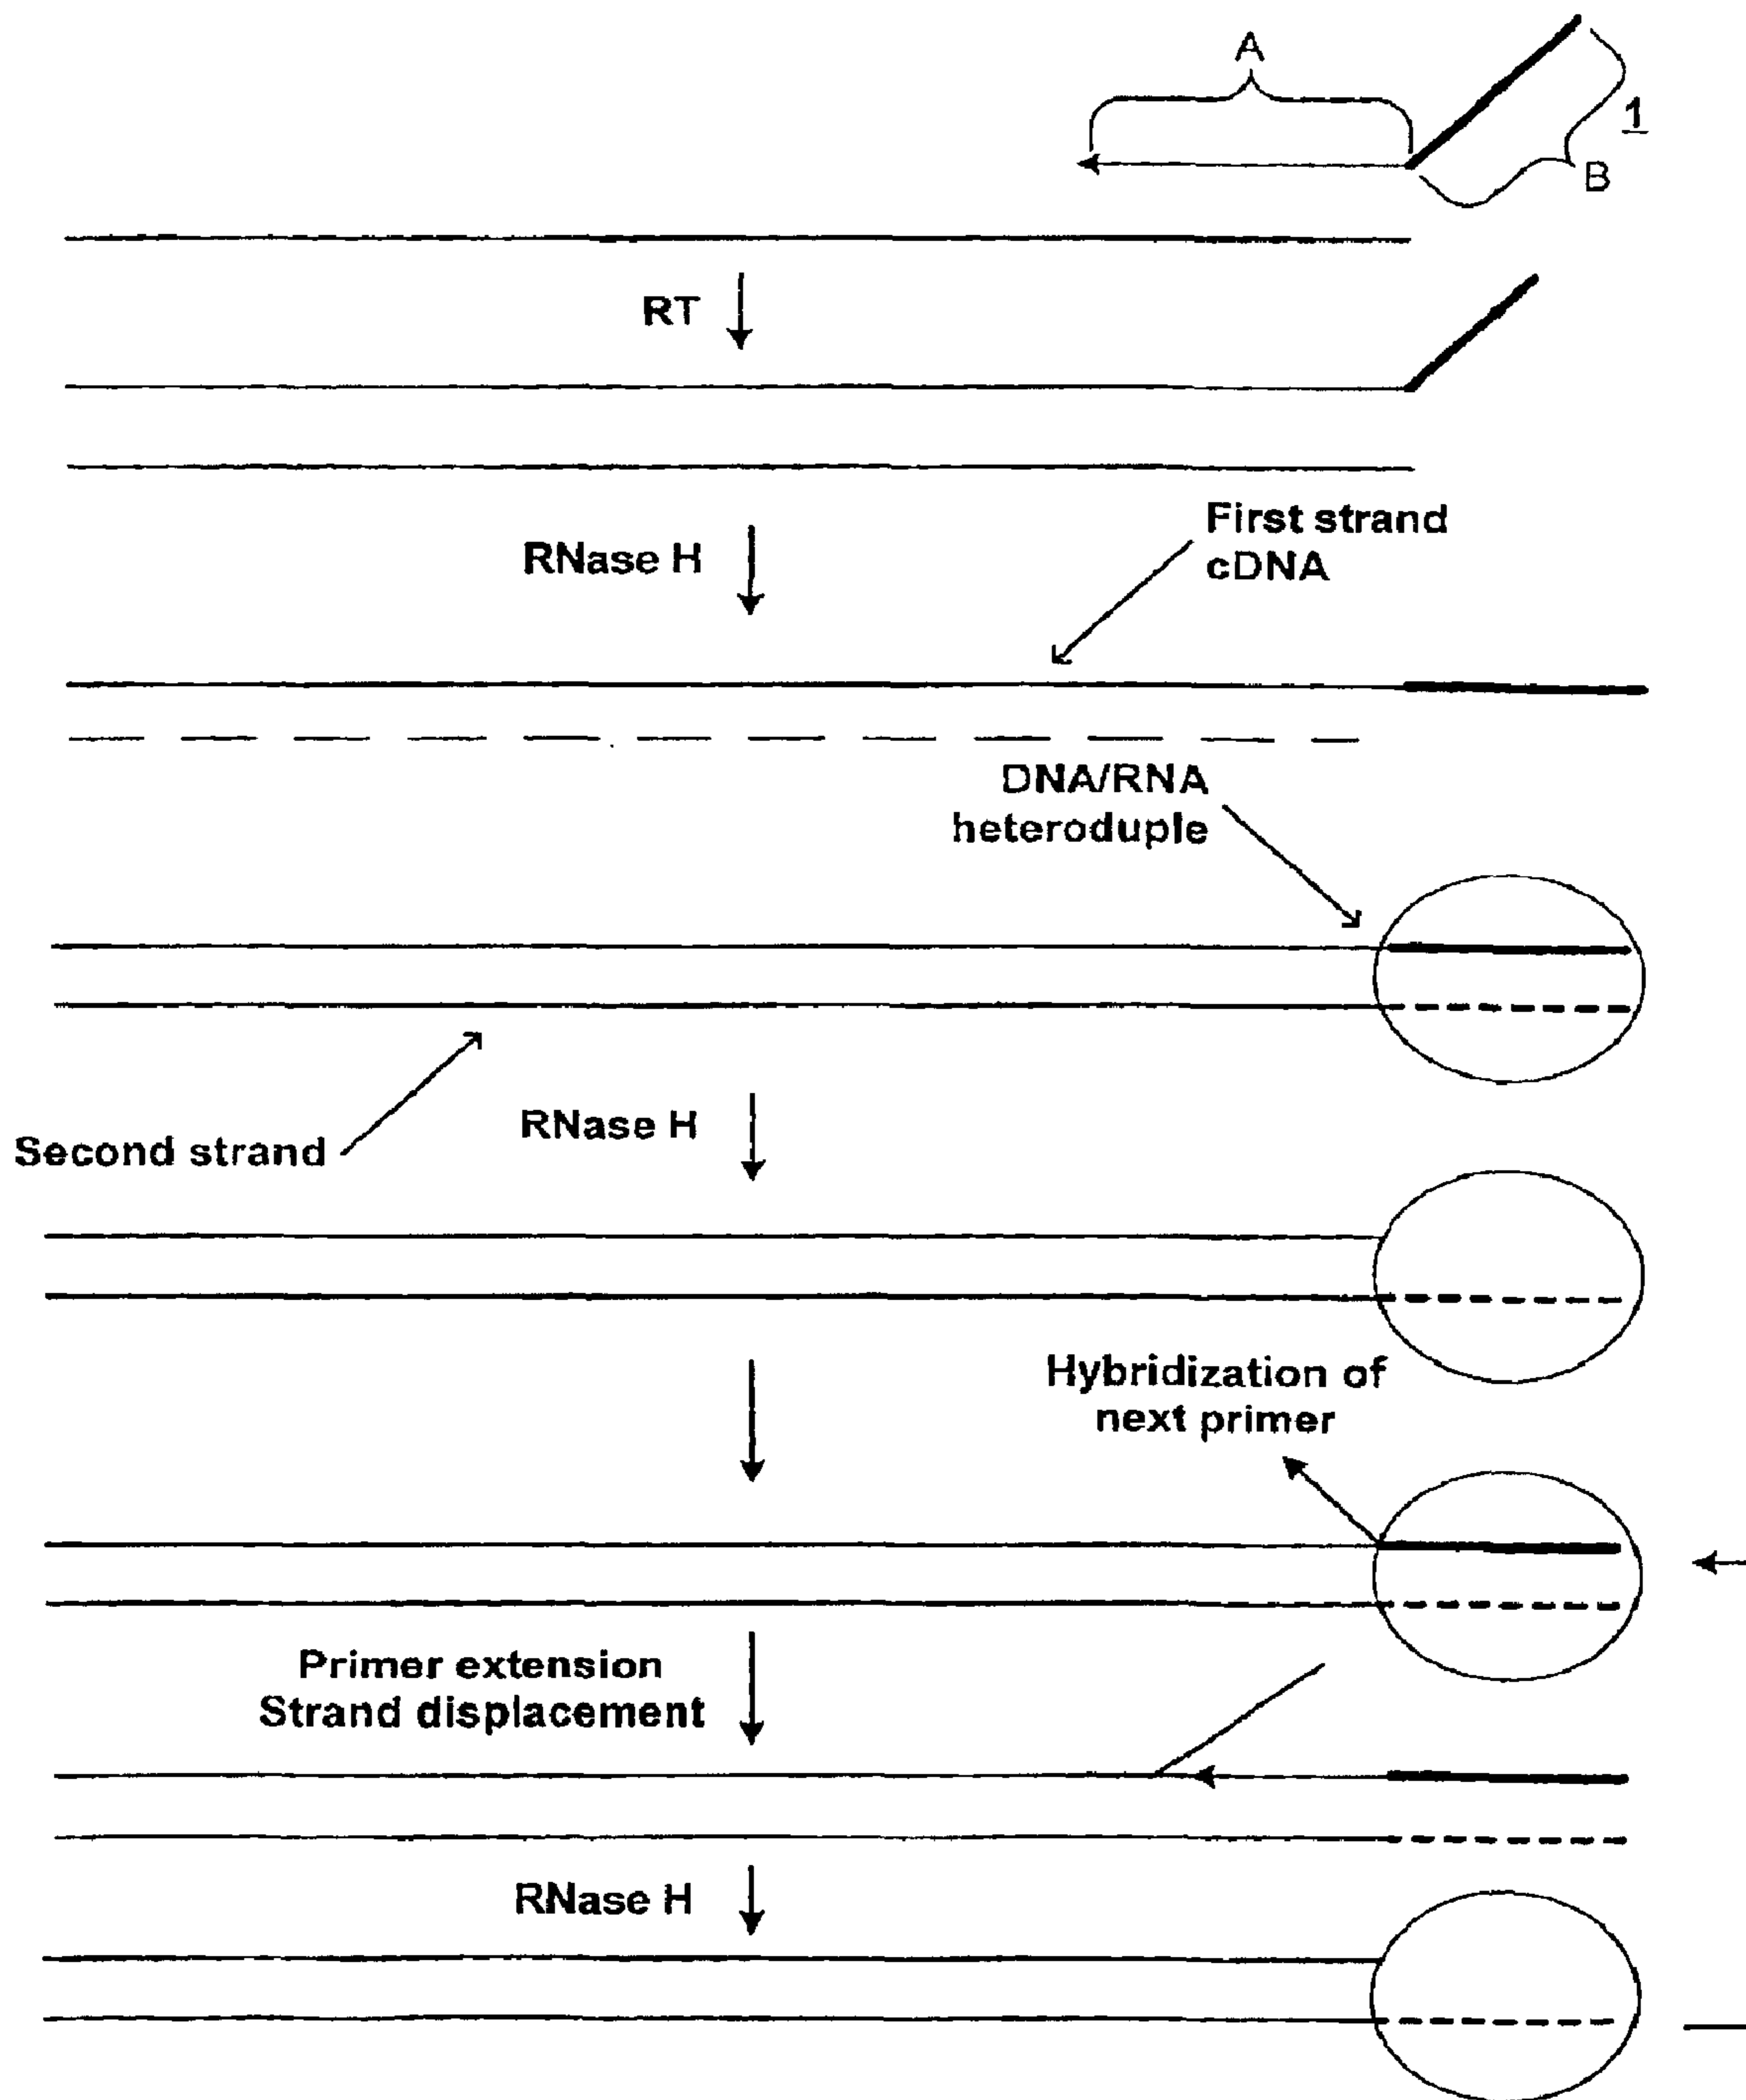 A
1
B
RT
First strand
cDNA
RNase H
DNA/RNA
heteroduple
Second strand
RNase H
Hybridization of
next primer
Primer extension
Strand displacement
RNase H